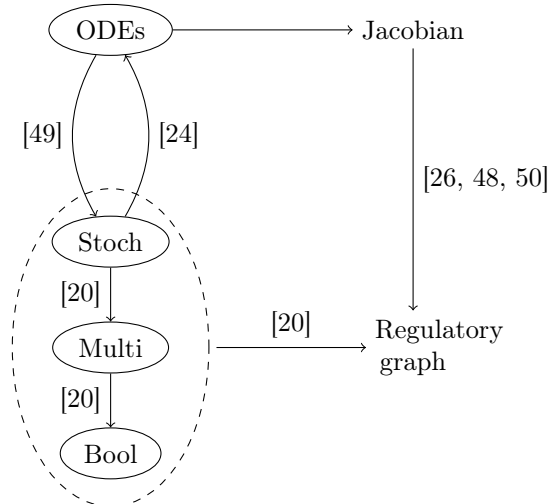 ODEs
Jacobian
[49]
[24]
[26, 48, 50]
Stoch
[20]
Multi
[20]
Regulatory
graph
[20]
Bool